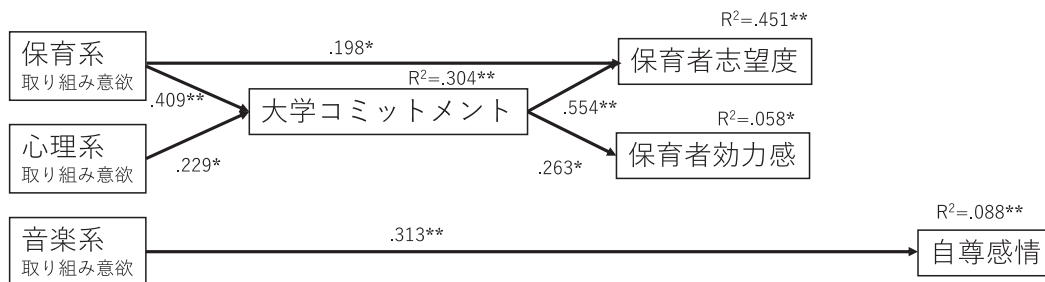 R²=.451**
保育系
取り組み意欲
.198*
保育者志望度
R²=.304**
.409**
大学コミットメント
.554**
R²=.058*
心理系
取り組み意欲
.229*
.263*
保育者効力感
R²=.088**
音楽系
取り組み意欲
.313**
自尊感情